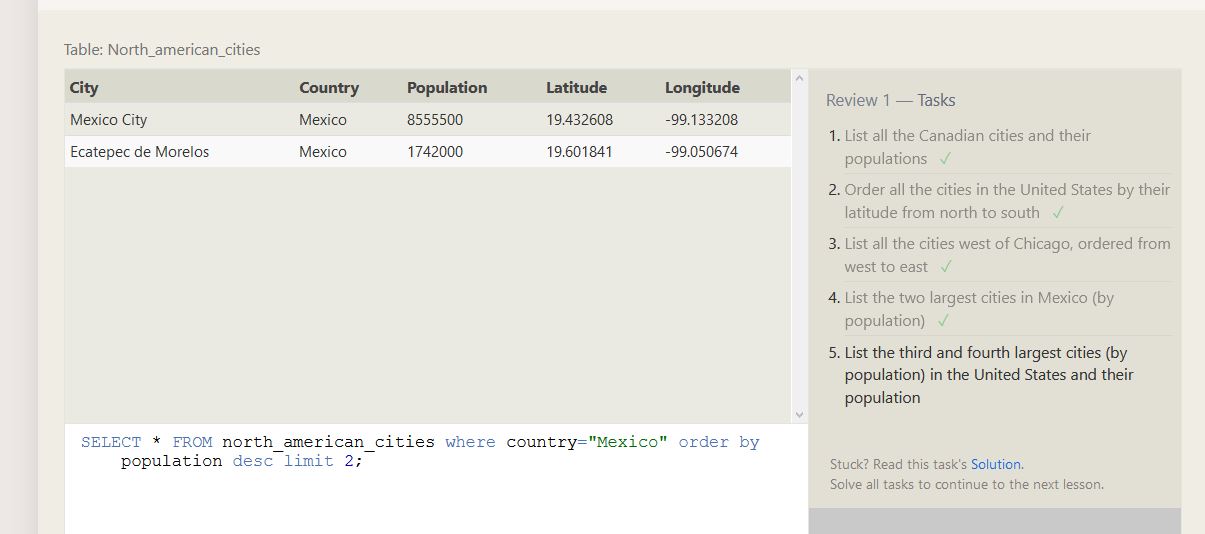 Table: North_american_cities
City Country Population Latitude Longitude
Mexico City Mexico 8555500 19.432608 -99.133208
Ecatepec de Morelos Mexico 1742000 19.601841 -99.050674
SELECT * FROM north_american_cities where country="Mexico" order by
population desc limit 2;
Review 1 — Tasks
1. List all the Canadian cities and their
populations ✓
2. Order all the cities in the United States by their
latitude from north to south ✓
3. List all the cities west of Chicago, ordered from
west to east ✓
4. List the two largest cities in Mexico (by
population) ✓
5. List the third and fourth largest cities (by
population) in the United States and their
population
Stuck? Read this task's Solution.
Solve all tasks to continue to the next lesson.